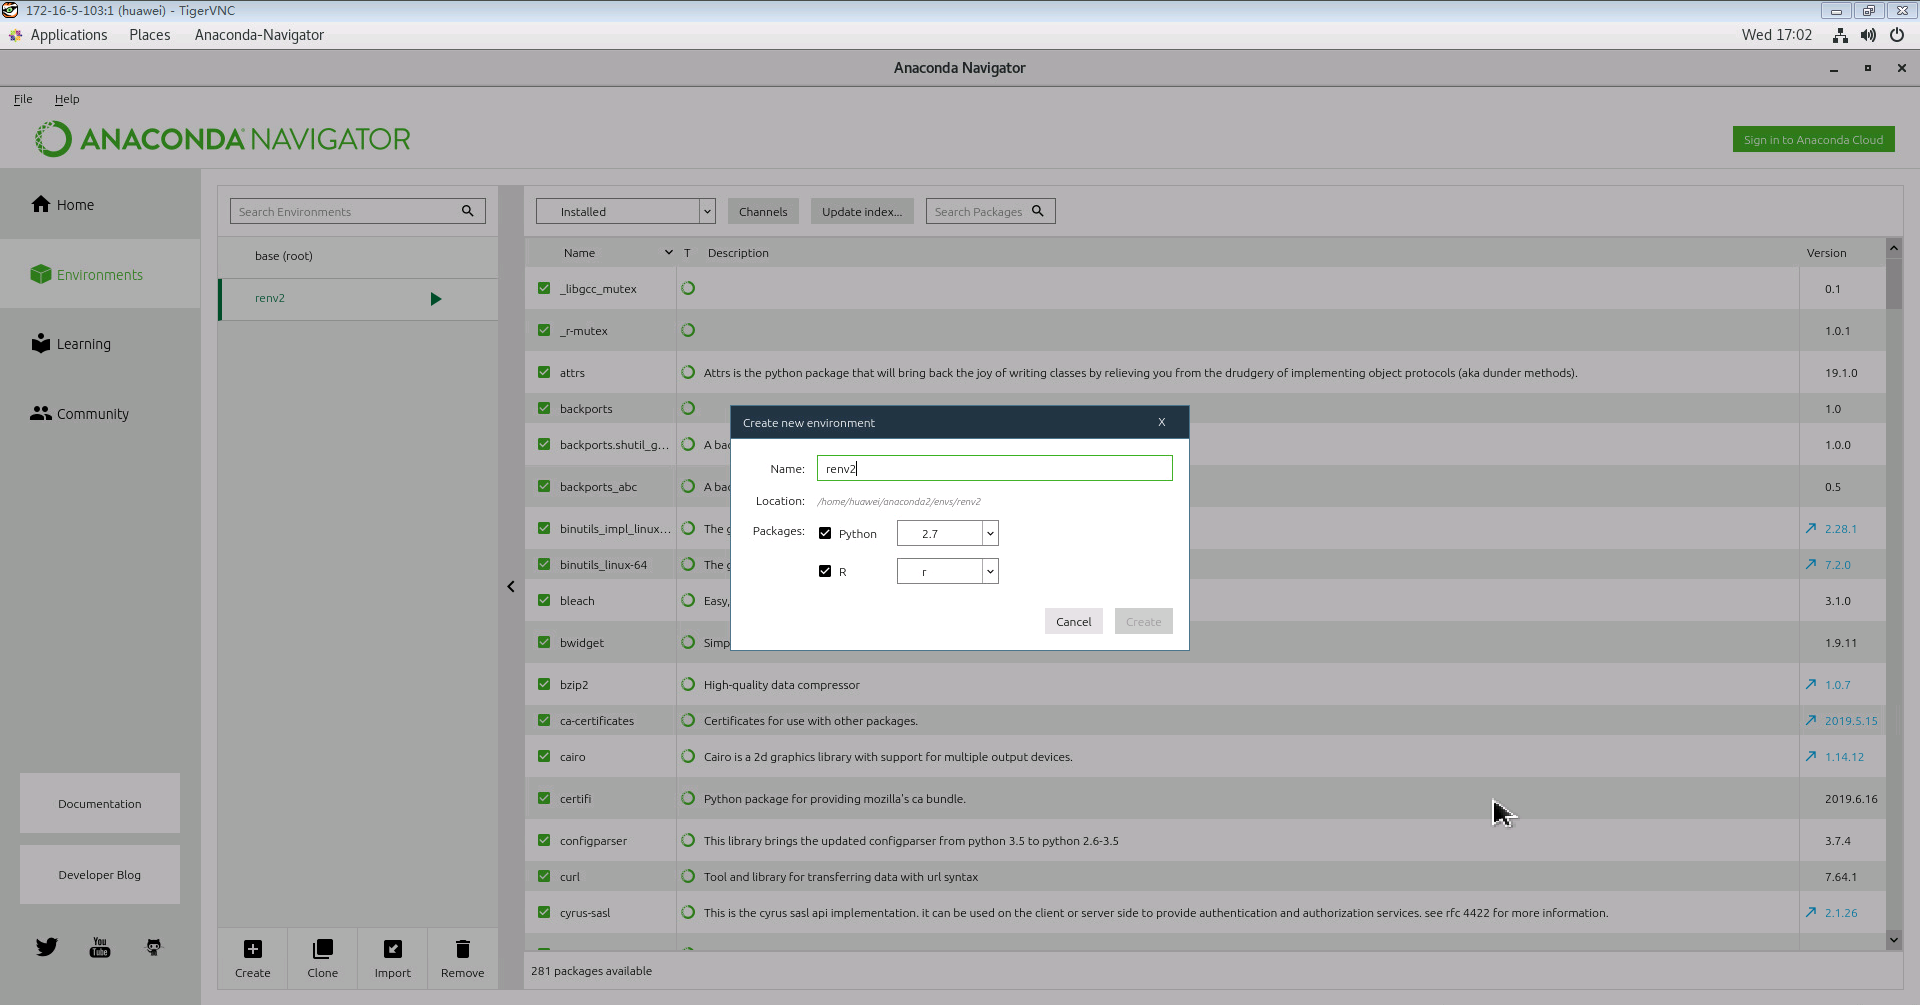 172-16-5-103:1 (huawei) - TigerVNC
Applications Places Anaconda-Navigator Wed 17:02
Anaconda Navigator
File Help
ANACONDA NAVIGATOR
Sign in to Anaconda Cloud
Home
Environments
Learning
Community
Documentation
Developer Blog
You Tube
Search Environments
base (root)
renv2
Create Clone Import Remove
Installed Channels Update index... Search Packages
Name T Description Version
_libgcc_mutex 0.1
_r-mutex 1.0.1
attrs Attrs is the python package that will bring back the joy of writing classes by relieving you from the drudgery of implementing object protocols (aka dunder methods). 19.1.0
backports 1.0
backports.shutil_g... A bac 1.0.0
backports_abc A bac 0.5
binutils_impl_linux... The g 2.28.1
binutils_linux-64 The g 7.2.0
bleach Easy, 3.1.0
bwidget Simp 1.9.11
bzip2 High-quality data compressor 1.0.7
ca-certificates Certificates for use with other packages. 2019.5.15
cairo Cairo is a 2d graphics library with support for multiple output devices. 1.14.12
certifi Python package for providing mozilla's ca bundle. 2019.6.16
configparser This library brings the updated configparser from python 3.5 to python 2.6-3.5 3.7.4
curl Tool and library for transferring data with url syntax 7.64.1
cyrus-sasl This is the cyrus sasl api implementation. it can be used on the client or server side to provide authentication and authorization services. see rfc 4422 for more information. 2.1.26
281 packages available
Create new environment X
Name: renv2
Location: /home/huawei/anaconda2/envs/renv2
Packages: Python 2.7
R r
Cancel Create